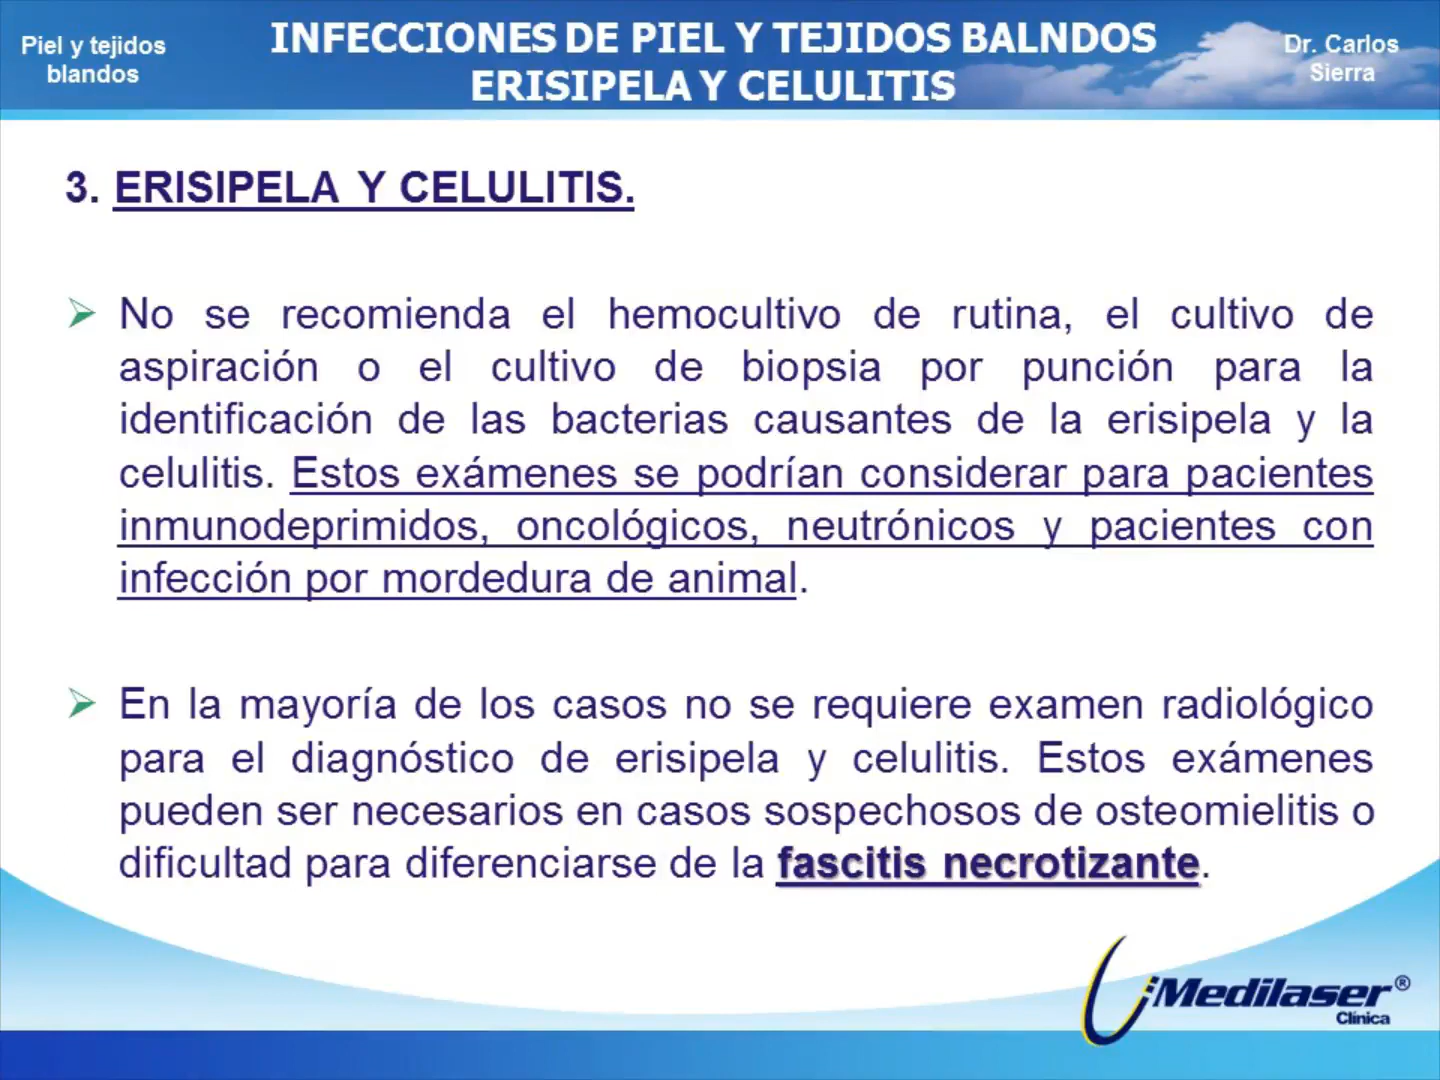 Piel y tejidos
blandos
INFECCIONES DE PIEL Y TEJIDOS BALNDOS
ERISIPELA Y CELULITIS
Dr. Carlos
Sierra
3. ERISIPELA Y CELULITIS.
➢ No se recomienda el hemocultivo de rutina, el cultivo de
aspiración o el cultivo de biopsia por punción para la
identificación de las bacterias causantes de la erisipela y la
celulitis. Estos exámenes se podrían considerar para pacientes
inmunodeprimidos, oncológicos, neutrónicos y pacientes con
infección por mordedura de animal.
➢ En la mayoría de los casos no se requiere examen radiológico
para el diagnóstico de erisipela y celulitis. Estos exámenes
pueden ser necesarios en casos sospechosos de osteomielitis o
dificultad para diferenciarse de la fascitis necrotizante.
Medilaser®
Clínica